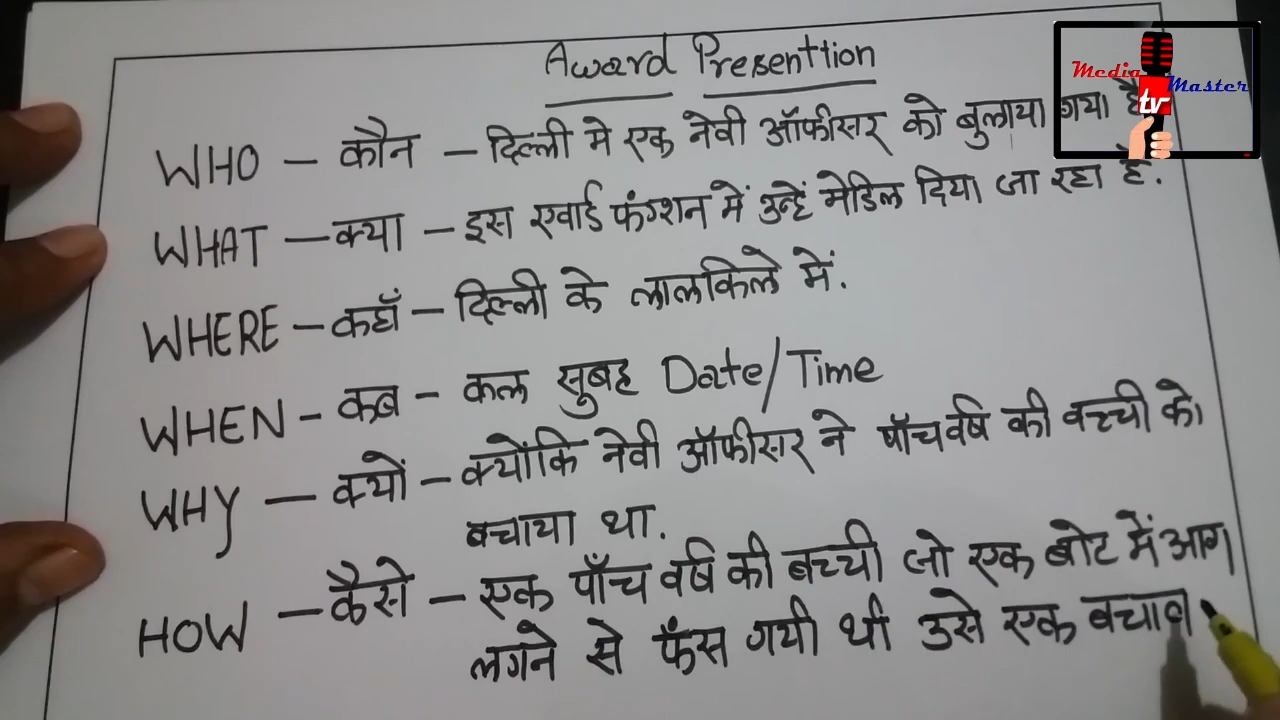 Award Presenttion
Media Master
tv
WHO – कौन – दिल्ली मे एक नेवी ऑफीसर को बुलाया गया है
WHAT – क्या – इस एवार्ड फंग्शन में उन्हें मेडिल दिया जा रहा है.
WHERE – कहाँ – दिल्ली के लालकिले में.
WHEN – कब – कल सुबह Date/Time
WHY – क्यों – क्योंकि नेवी ऑफीसर ने पाँच वर्ष की बच्ची को
बचाया था.
HOW – कैसे – एक पाँच वर्ष की बच्ची जो एक बोट में आग
लगने से फँस गयी थी उसे एक बचाव